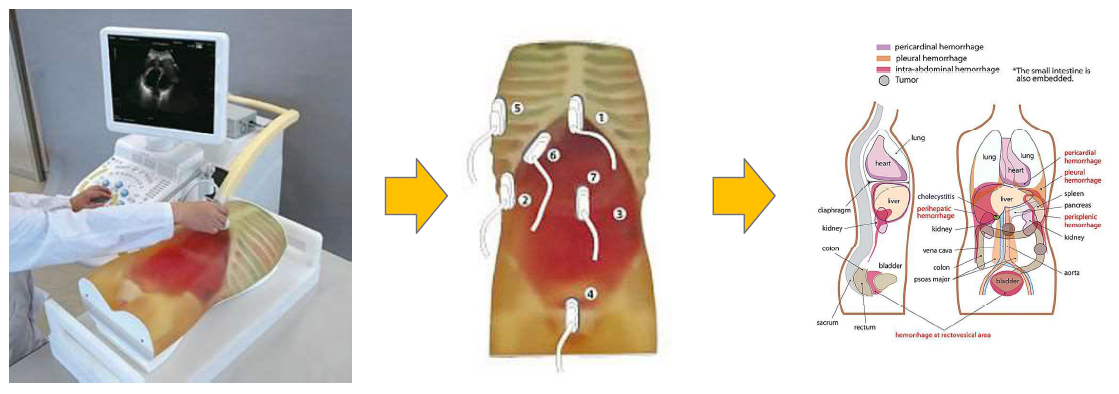 ⑤
①
⑥
⑦
②
③
④
pericardinal hemorrhage
pleural hemorrhage
intra-abdominal hemorrhage
Tumor
*The small intestine is
also embedded.
lung
heart
diaphragm
liver
kidney
colon
bladder
sacrum
rectum
lung
lung
heart
pericardial
hemorrhage
pleural
hemorrhage
cholecystitis
liver
spleen
perihepatic
hemorrhage
pancreas
perisplenic
hemorrhage
kidney
kidney
vena cava
colon
psoas major
aorta
bladder
hemorrhage at rectovesical area